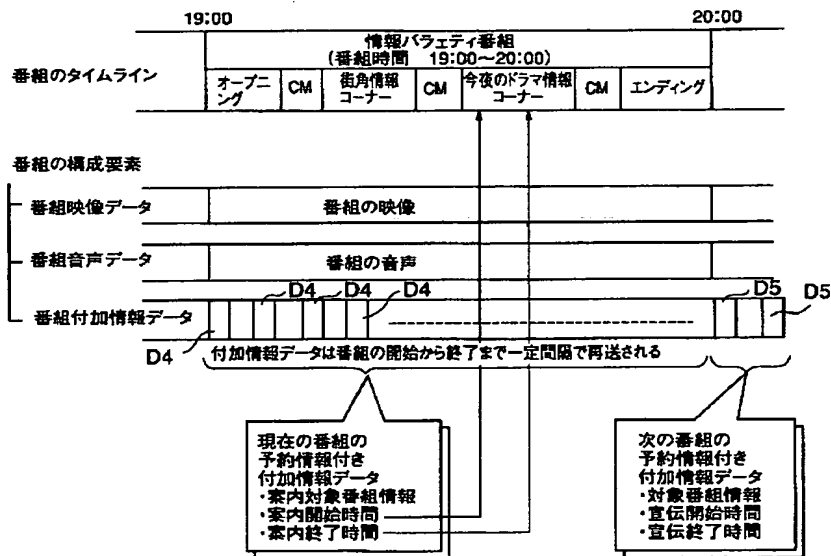 19:00
20:00
情報バラェティ番組
(番組時間 19:00～20:00)
番組のタイムライン
オープニ
ング
CM
街角情報
コーナー
CM
今夜のドラマ情報
コーナー
CM
エンディング
番組の構成要素
番組映像データ
番組の映像
番組音声データ
番組の音声
D4
D4
D4
D5
D5
番組付加情報データ
D4
付加情報データは番組の開始から終了まで一定間隔で再送される
現在の番組の
予約情報付き
付加情報データ
・案内対象番組情報
・案内開始時間
・案内終了時間
次の番組の
予約情報付き
付加情報データ
・対象番組情報
・宣伝開始時間
・宣伝終了時間